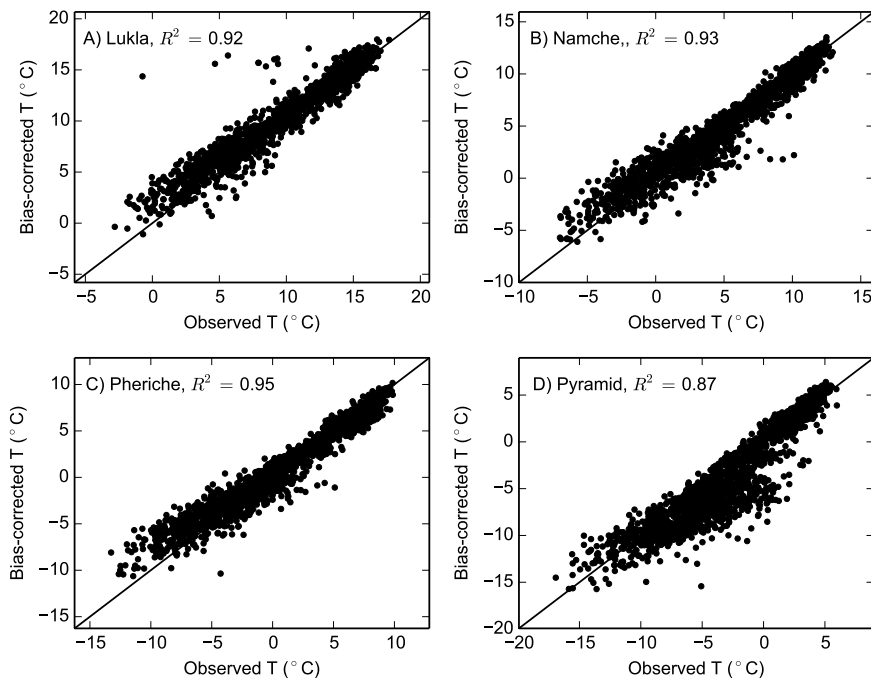 A) Lukla, R² = 0.92
20
15
10
5
0
−5
Bias-corrected T (°C)
−5 0 5 10 15 20
Observed T (°C)
B) Namche,, R² = 0.93
15
10
5
0
−5
−10
Bias-corrected T (°C)
−10 −5 0 5 10 15
Observed T (°C)
C) Pheriche, R² = 0.95
10
5
0
−5
−10
−15
Bias-corrected T (°C)
−15 −10 −5 0 5 10
Observed T (°C)
D) Pyramid, R² = 0.87
5
0
−5
−10
−15
−20
Bias-corrected T (°C)
−20 −15 −10 −5 0 5
Observed T (°C)